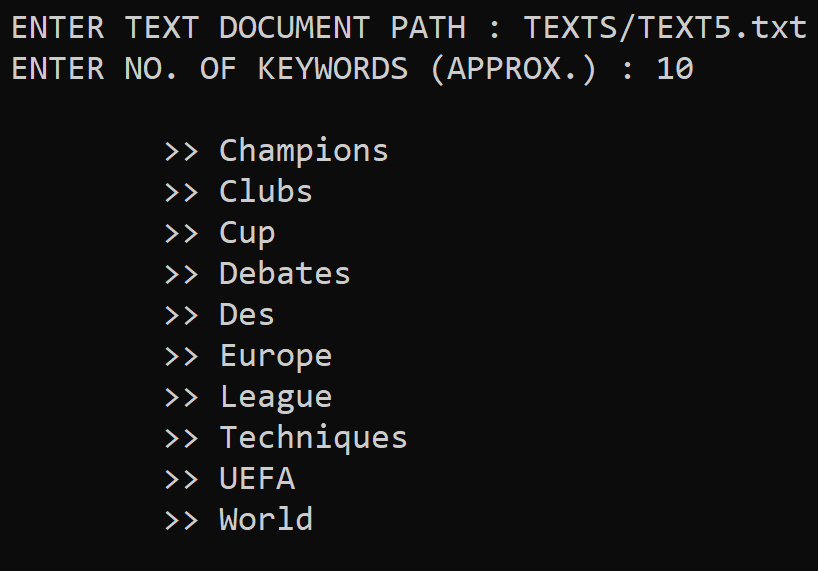 ENTER TEXT DOCUMENT PATH : TEXTS/TEXT5.txt
ENTER NO. OF KEYWORDS (APPROX.) : 10
>> Champions
>> Clubs
>> Cup
>> Debates
>> Des
>> Europe
>> League
>> Techniques
>> UEFA
>> World